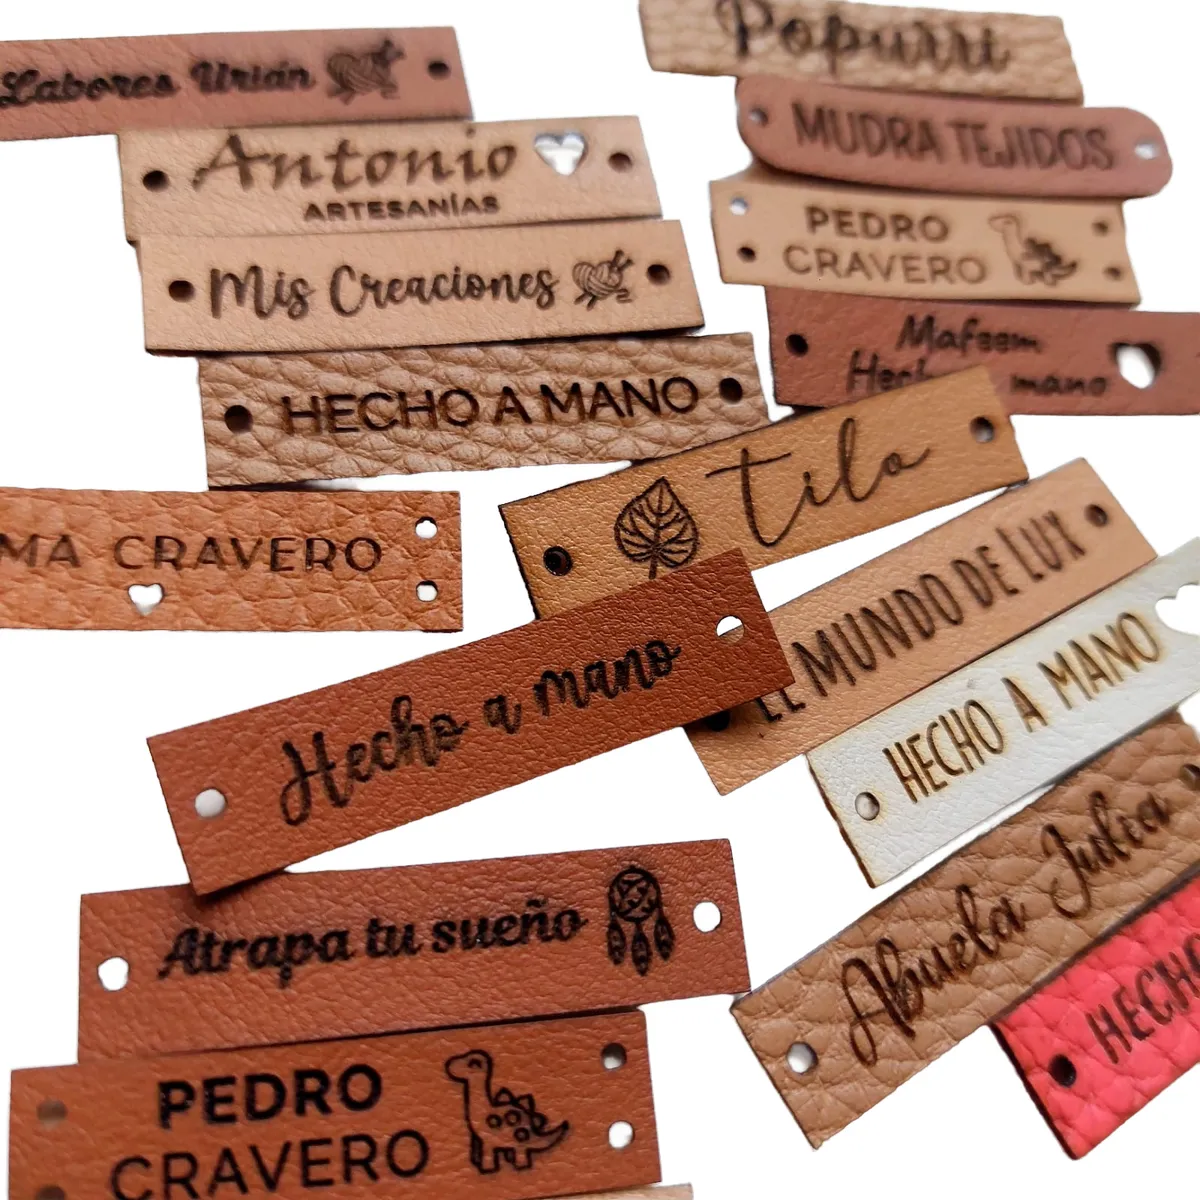 Labores Urián
Antonio
ARTESANÍAS
Mis Creaciones
HECHO A MANO
MA CRAVERO
Popurri
MUDRA TEJIDOS
PEDRO
CRAVERO
Mafeem
mano
tilo
EL MUNDO DE LUX
HECHO A MANO
Hecho a mano
Abuela Julia
HECHO
Atrapa tu sueño
PEDRO
CRAVERO